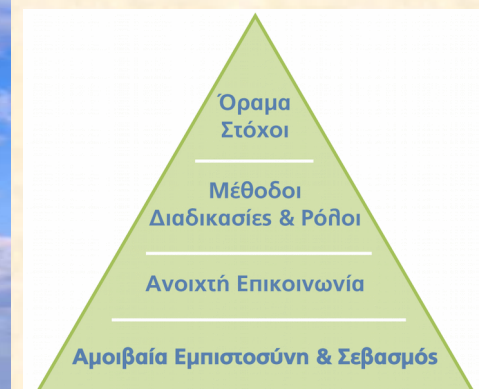 Όραμα
Στόχοι
Μέθοδοι
Διαδικασίες & Ρόλοι
Ανοιχτή Επικοινωνία
Αμοιβαία Εμπιστοσύνη & Σεβασμός